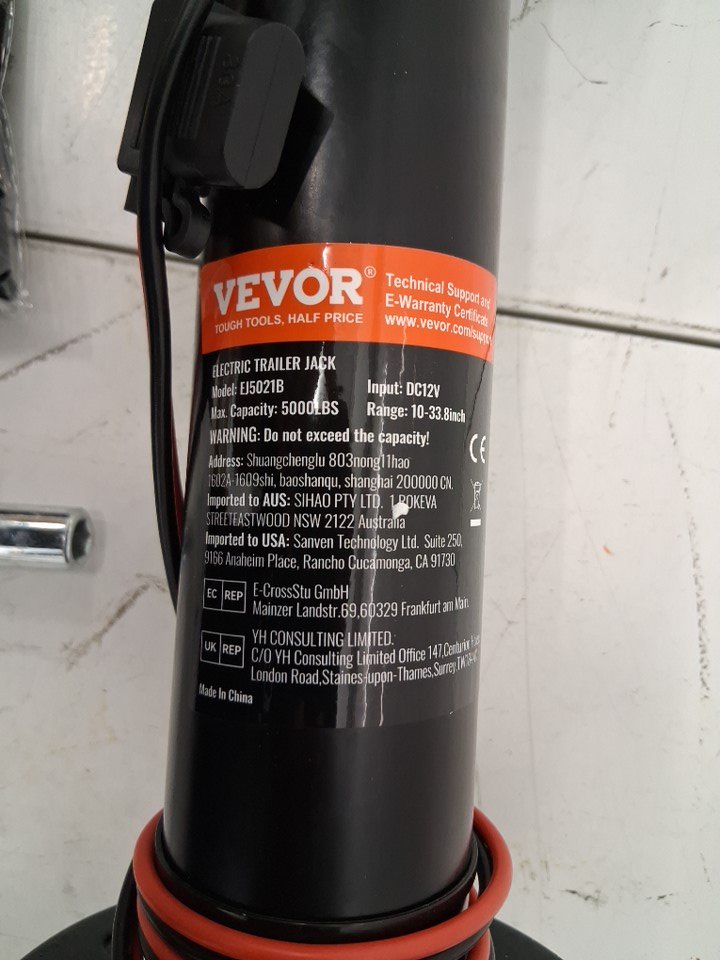 30A
VEVOR®
TOUGH TOOLS, HALF PRICE
Technical Support and
E-Warranty Certificate
www.vevor.com/support
ELECTRIC TRAILER JACK
Model: EJ5021B
Input: DC12V
Max. Capacity: 5000LBS
Range: 10-33.8inch
WARNING: Do not exceed the capacity!
Address: Shuangchenglu 803nong11hao
1602A-1609shi, baoshanqu, shanghai 200000 CN.
Imported to AUS: SIHAO PTY LTD. 1 ROKEVA
STREETEASTWOOD NSW 2122 Australia
Imported to USA: Sanven Technology Ltd. Suite 250,
9166 Anaheim Place, Rancho Cucamonga, CA 91730
CE
EC REP
E-CrossStu GmbH
Mainzer Landstr.69,60329 Frankfurt am Main.
UK REP
YH CONSULTING LIMITED.
C/O YH Consulting Limited Office 147,Centurion
London Road,Staines-upon-Thames,Surrey,
Made In China